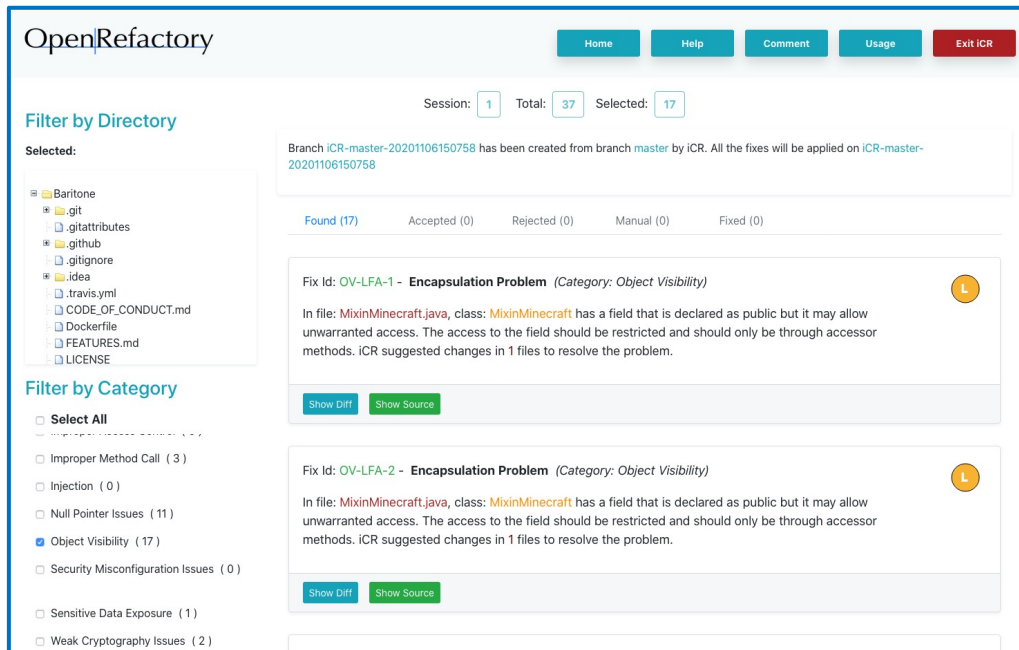 OpenRefactory
Home
Help
Comment
Usage
Exit iCR
Session: 1 Total: 37 Selected: 17
Filter by Directory
Selected:
Baritone
.git
.gitattributes
.github
.gitignore
.idea
.travis.yml
CODE_OF_CONDUCT.md
Dockerfile
FEATURES.md
LICENSE
Filter by Category
Select All
Improper Method Call ( 3 )
Injection ( 0 )
Null Pointer Issues ( 11 )
Object Visibility ( 17 )
Security Misconfiguration Issues ( 0 )
Sensitive Data Exposure ( 1 )
Weak Cryptography Issues ( 2 )
Branch iCR-master-20201106150758 has been created from branch master by iCR. All the fixes will be applied on iCR-master-
20201106150758
Found (17)
Accepted (0)
Rejected (0)
Manual (0)
Fixed (0)
Fix Id: OV-LFA-1 - Encapsulation Problem (Category: Object Visibility)
L
In file: MixinMinecraft.java, class: MixinMinecraft has a field that is declared as public but it may allow
unwarranted access. The access to the field should be restricted and should only be through accessor
methods. iCR suggested changes in 1 files to resolve the problem.
Show Diff
Show Source
Fix Id: OV-LFA-2 - Encapsulation Problem (Category: Object Visibility)
L
In file: MixinMinecraft.java, class: MixinMinecraft has a field that is declared as public but it may allow
unwarranted access. The access to the field should be restricted and should only be through accessor
methods. iCR suggested changes in 1 files to resolve the problem.
Show Diff
Show Source